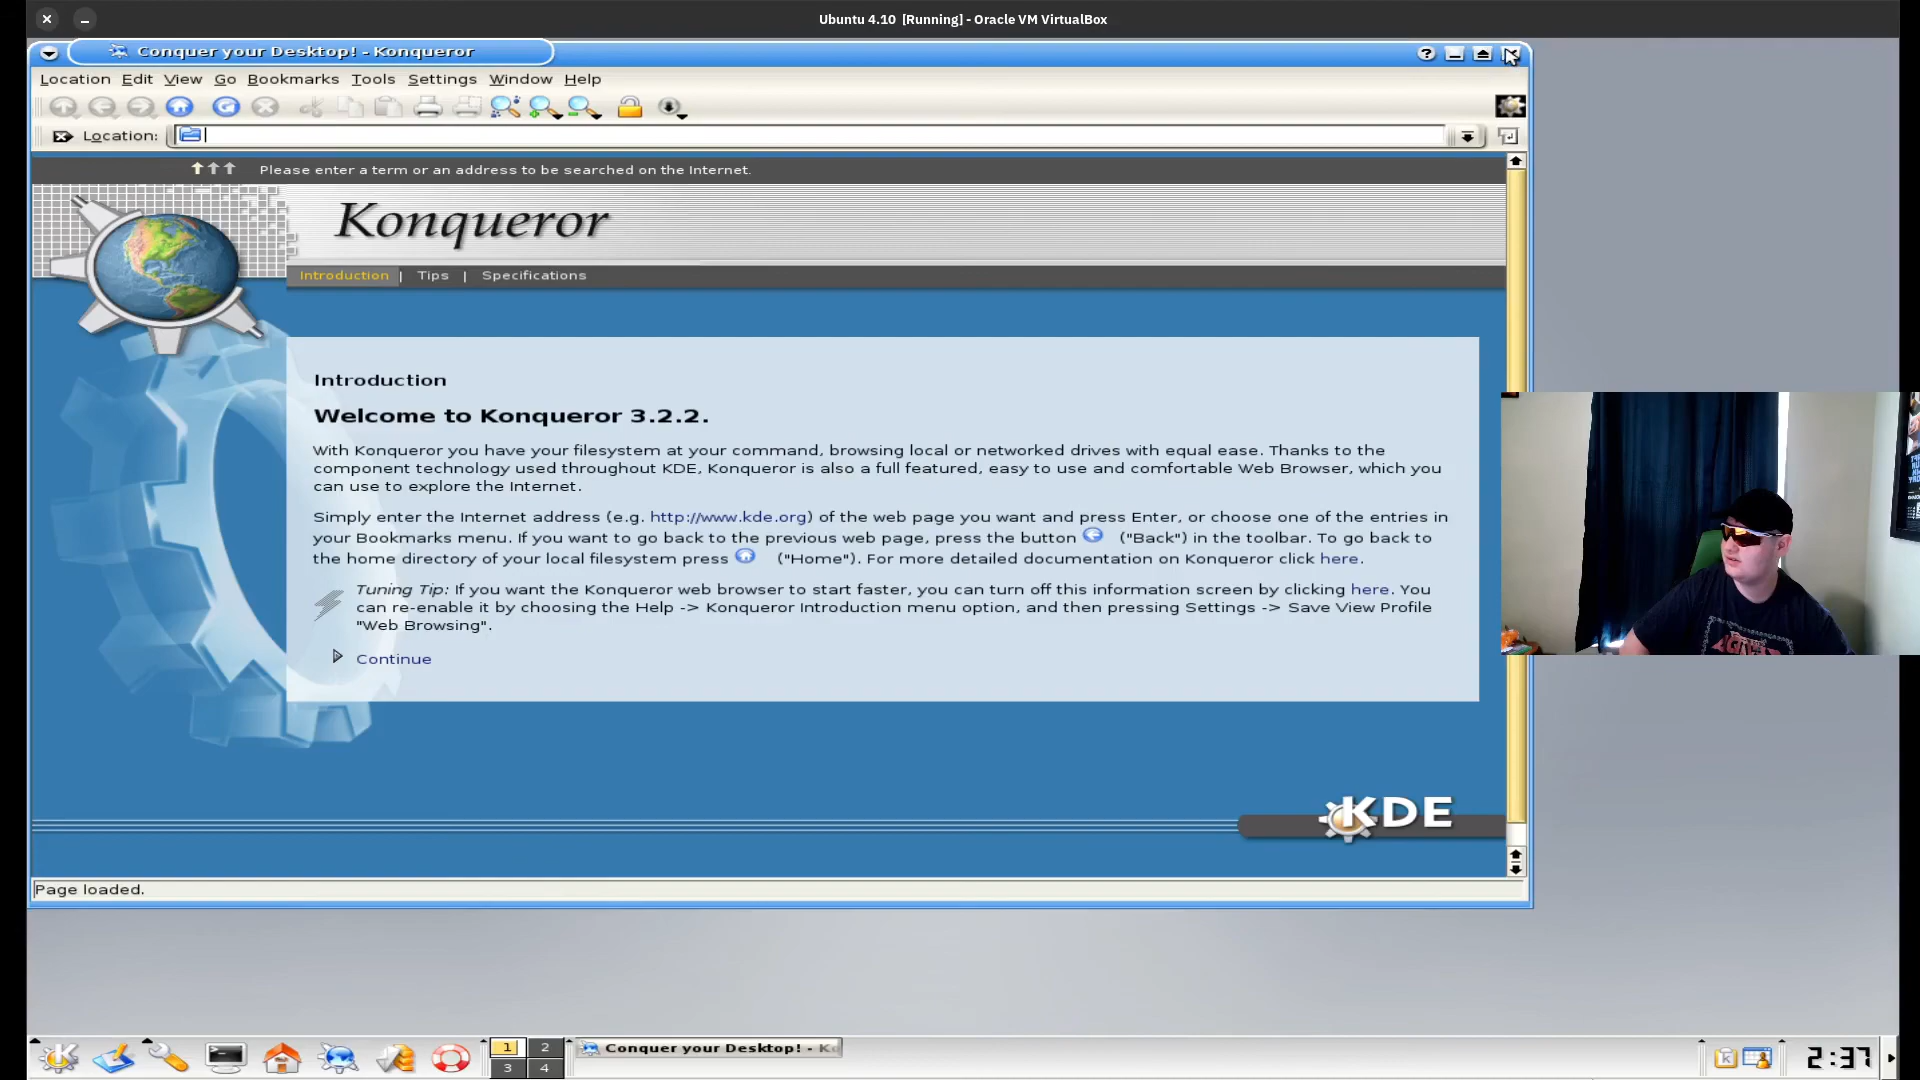 Ubuntu 4.10 [Running] - Oracle VM VirtualBox
Conquer your Desktop! - Konqueror
Location Edit View Go Bookmarks Tools Settings Window Help
Location:
Please enter a term or an address to be searched on the Internet.
Konqueror
Introduction | Tips | Specifications
Introduction
Welcome to Konqueror 3.2.2.
With Konqueror you have your filesystem at your command, browsing local or networked drives with equal ease. Thanks to the
component technology used throughout KDE, Konqueror is also a full featured, easy to use and comfortable Web Browser, which you
can use to explore the Internet.
Simply enter the Internet address (e.g. http://www.kde.org) of the web page you want and press Enter, or choose one of the entries in
your Bookmarks menu. If you want to go back to the previous web page, press the button ("Back") in the toolbar. To go back to
the home directory of your local filesystem press ("Home"). For more detailed documentation on Konqueror click here.
Tuning Tip: If you want the Konqueror web browser to start faster, you can turn off this information screen by clicking here. You
can re-enable it by choosing the Help -> Konqueror Introduction menu option, and then pressing Settings -> Save View Profile
"Web Browsing".
Continue
KDE
Page loaded.
1 2
3 4
Conquer your Desktop! - Ko
2:37